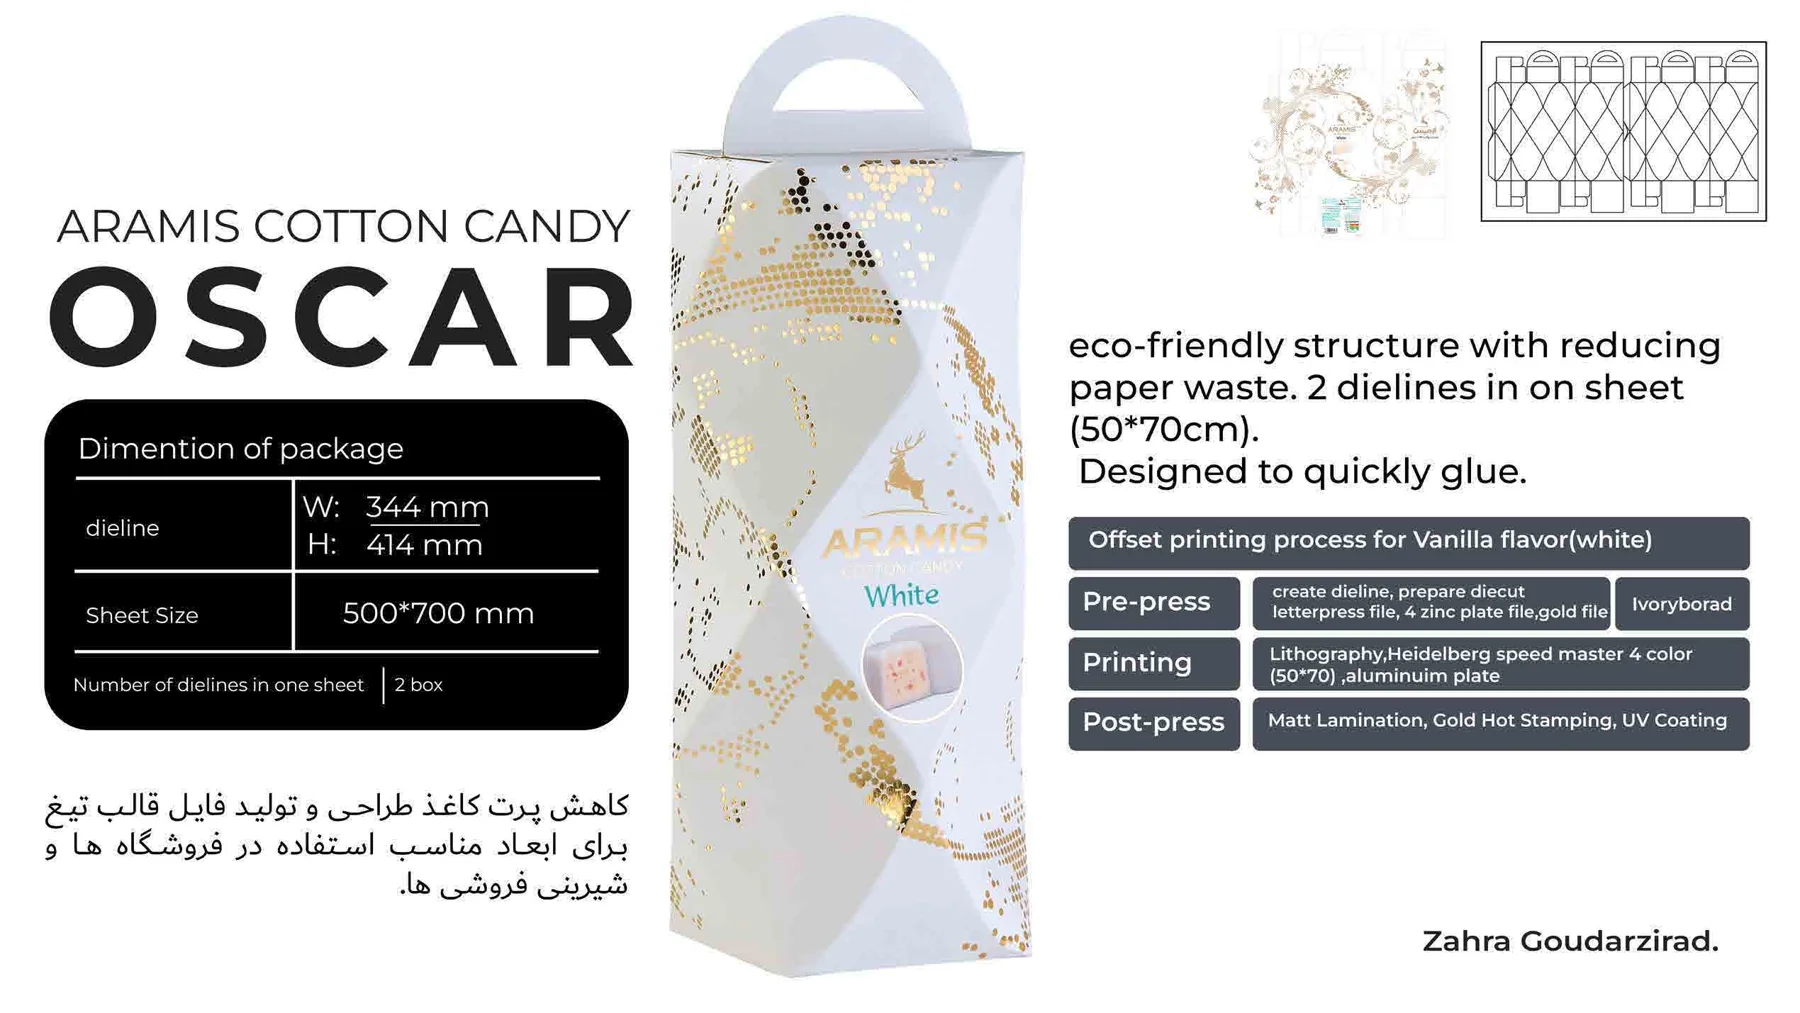 ARAMIS COTTON CANDY
OSCAR
Dimention of package
dieline
W: 344 mm
H: 414 mm
Sheet Size
500*700 mm
Number of dielines in one sheet
2 box
کاهش پرت کاغذ طراحی و تولید فایل قالب تیغ
برای ابعاد مناسب استفاده در فروشگاه ها و
شیرینی فروشی ها.
ARAMIS
COTTON CANDY
White
ARAMIS
White
eco-friendly structure with reducing
paper waste. 2 dielines in on sheet
(50*70cm).
Designed to quickly glue.
Offset printing process for Vanilla flavor(white)
Pre-press
create dieline, prepare diecut
letterpress file, 4 zinc plate file,gold file
Ivoryborad
Printing
Lithography,Heidelberg speed master 4 color
(50*70) ,aluminuim plate
Post-press
Matt Lamination, Gold Hot Stamping, UV Coating
Zahra Goudarzirad.